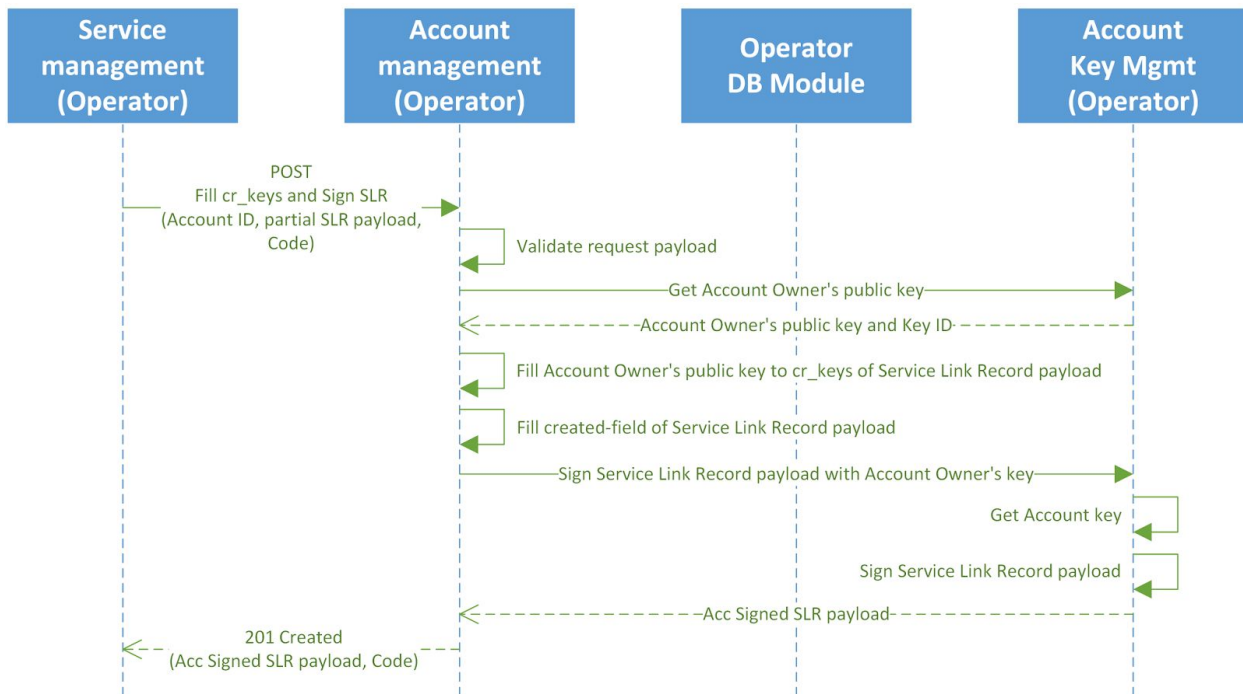 Service
management
(Operator)
Account
management
(Operator)
Operator
DB Module
Account
Key Mgmt
(Operator)
POST
Fill cr_keys and Sign SLR
(Account ID, partial SLR payload,
Code)
Validate request payload
Get Account Owner's public key
Account Owner's public key and Key ID
Fill Account Owner's public key to cr_keys of Service Link Record payload
Fill created-field of Service Link Record payload
Sign Service Link Record payload with Account Owner's key
Get Account key
Sign Service Link Record payload
Acc Signed SLR payload
201 Created
(Acc Signed SLR payload, Code)